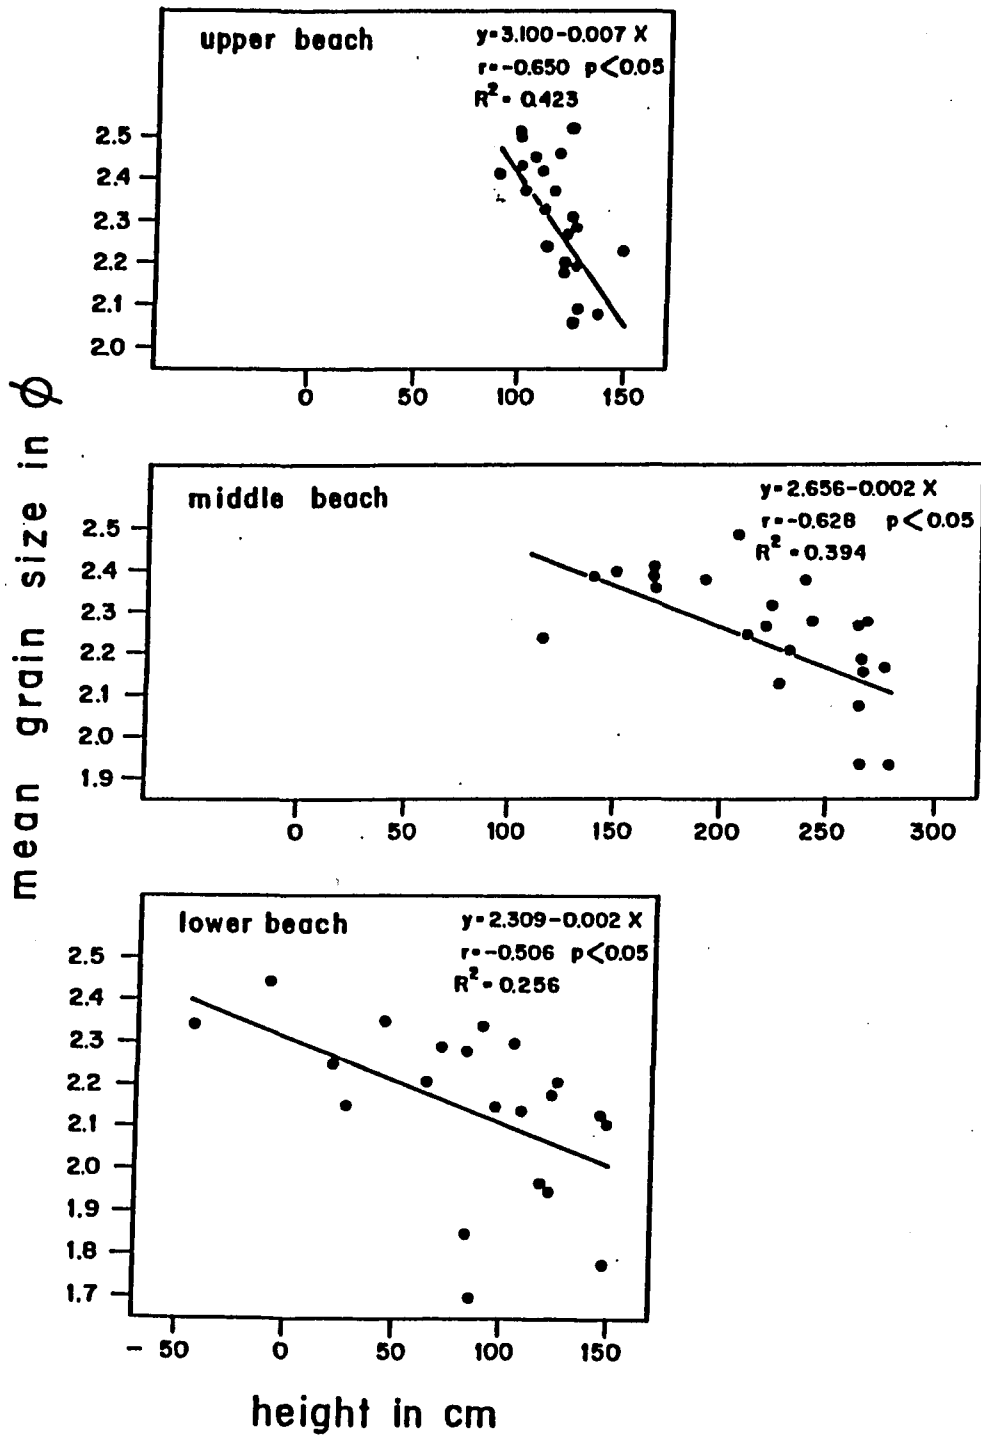 upper beach
y=3.100-0.007 X
r=-0.650 p<0.05
R² = 0.423
2.5
2.4
2.3
2.2
2.1
2.0
0 50 100 150
mean grain size in ϕ
middle beach
y=2.656-0.002 X
r=-0.628 p<0.05
R² = 0.394
2.5
2.4
2.3
2.2
2.1
2.0
1.9
0 50 100 150 200 250 300
lower beach
y=2.309-0.002 X
r=-0.506 p<0.05
R² = 0.256
2.5
2.4
2.3
2.2
2.1
2.0
1.9
1.8
1.7
- 50 0 50 100 150
height in cm